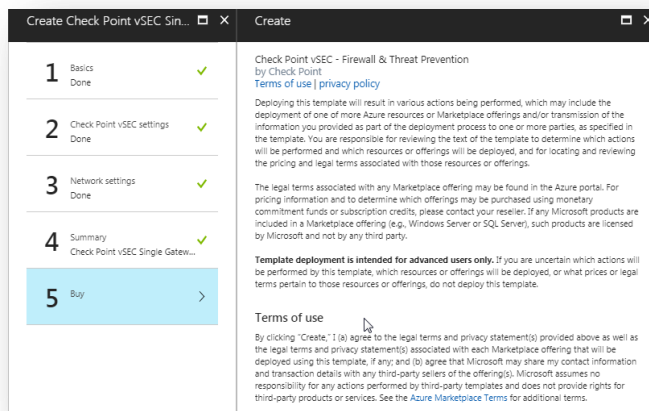 Create Check Point vSEC Sin...
Create
1
Basics
Done
2
Check Point vSEC settings
Done
3
Network settings
Done
4
Summary
Check Point vSEC Single Gatew...
5
Buy
Check Point vSEC - Firewall & Threat Prevention
by Check Point
Terms of use | privacy policy
Deploying this template will result in various actions being performed, which may include the
deployment of one of more Azure resources or Marketplace offerings and/or transmission of the
information you provided as part of the deployment process to one or more parties, as specified in
the template. You are responsible for reviewing the text of the template to determine which actions
will be performed and which resources or offerings will be deployed, and for locating and reviewing
the pricing and legal terms associated with those resources or offerings.
The legal terms associated with any Marketplace offering may be found in the Azure portal. For
pricing information and to determine which offerings may be purchased using monetary
commitment funds or subscription credits, please contact your reseller. If any Microsoft products are
included in a Marketplace offering (e.g., Windows Server or SQL Server), such products are licensed
by Microsoft and not by any third party.
Template deployment is intended for advanced users only. If you are uncertain which actions will
be performed by this template, which resources or offerings will be deployed, or what prices or legal
terms pertain to those resources or offerings, do not deploy this template.
Terms of use
By clicking "Create," I (a) agree to the legal terms and privacy statement(s) provided above as well as
the legal terms and privacy statement(s) associated with each Marketplace offering that will be
deployed using this template, if any; and (b) agree that Microsoft may share my contact information
and transaction details with any third-party sellers of the offering(s). Microsoft assumes no
responsibility for any actions performed by third-party templates and does not provide rights for
third-party products or services. See the Azure Marketplace Terms for additional terms.